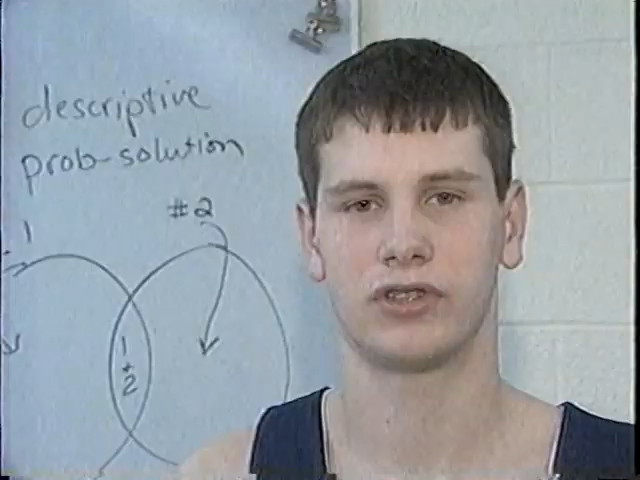 descriptive
prob-solution
#2
1
1
+
2